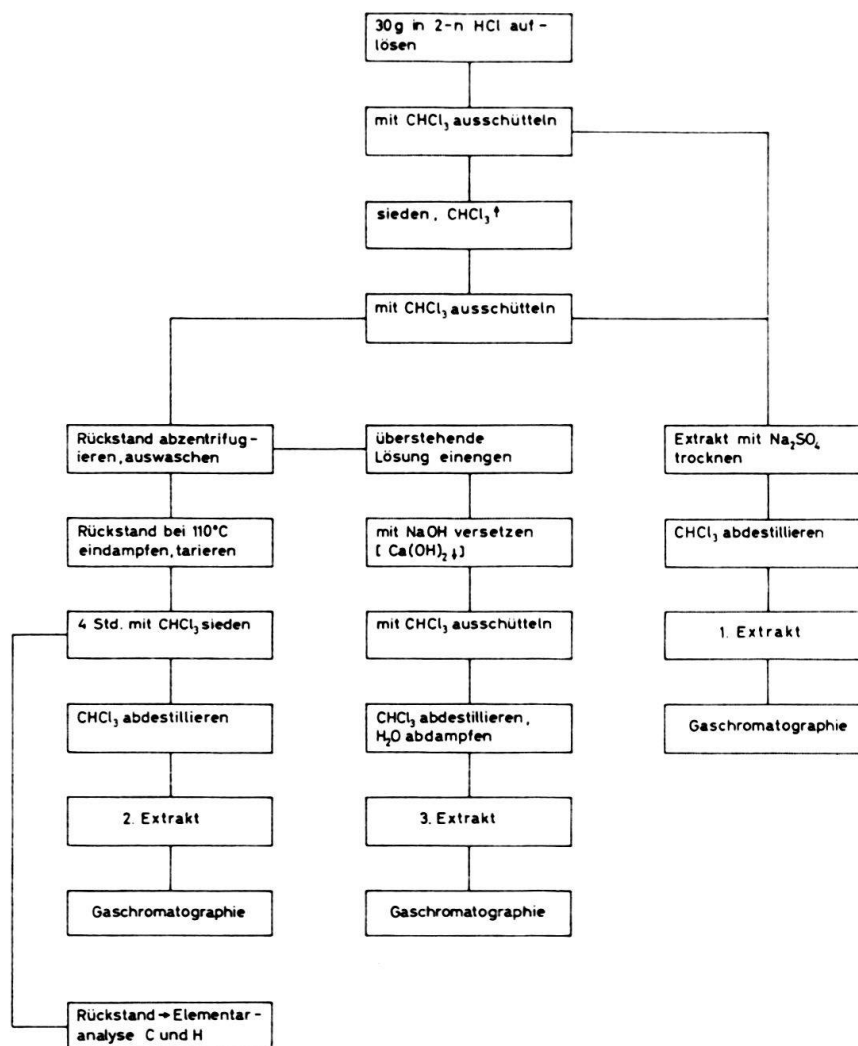 30g in 2-n HCl auf-
lösen
mit CHCl₃ ausschütteln
sieden, CHCl₃↑
mit CHCl₃ ausschütteln
Rückstand abzentrifug-
ieren, auswaschen
überstehende
Lösung einengen
Extrakt mit Na₂SO₄
trocknen
Rückstand bei 110°C
eindampfen, tarieren
mit NaOH versetzen
[ Ca(OH)₂↓]
CHCl₃ abdestillieren
4 Std. mit CHCl₃ sieden
mit CHCl₃ ausschütteln
1. Extrakt
CHCl₃ abdestillieren
CHCl₃ abdestillieren,
H₂O abdampfen
Gaschromatographie
2. Extrakt
3. Extrakt
Gaschromatographie
Gaschromatographie
Rückstand → Elementar-
analyse C und H